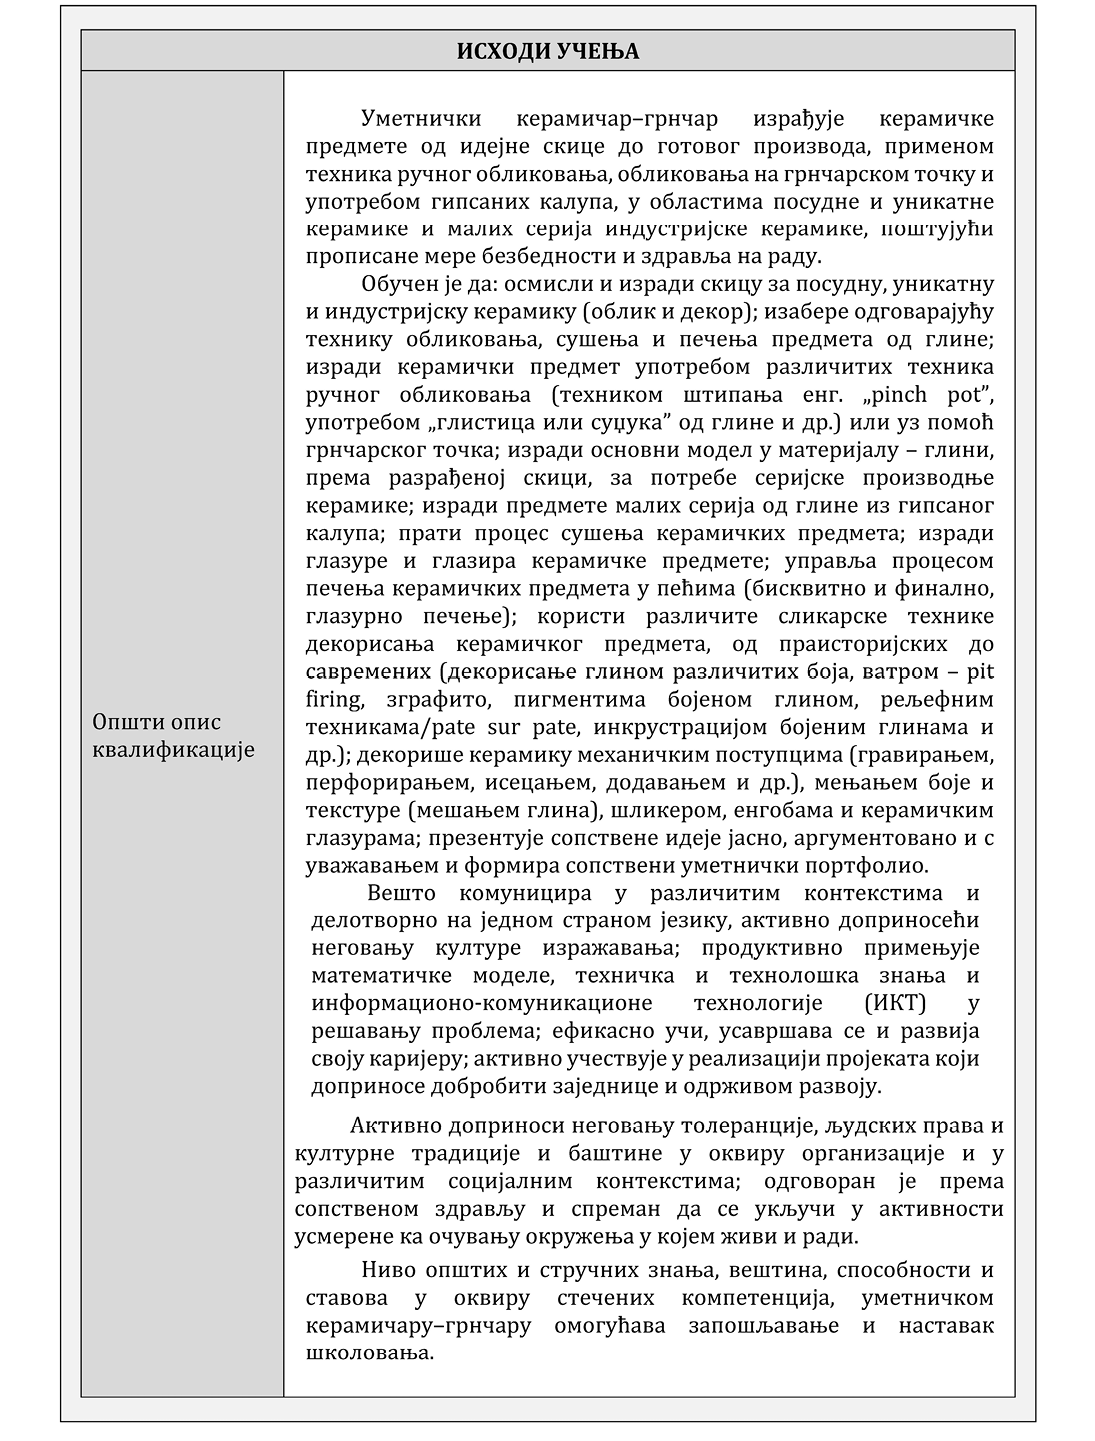 ИСХОДИ УЧЕЊА
Општи опис
квалификације
Уметнички керамичар–грнчар израђује керамичке
предмете од идејне скице до готовог производа, применом
техника ручног обликовања, обликовања на грнчарском точку и
употребом гипсаних калупа, у областима посудне и уникатне
керамике и малих серија индустријске керамике, поштујући
прописане мере безбедности и здравља на раду.
Обучен је да: осмисли и изради скицу за посудну, уникатну
и индустријску керамику (облик и декор); изабере одговарајућу
технику обликовања, сушења и печења предмета од глине;
изради керамички предмет употребом различитих техника
ручног обликовања (техником штипања енг. „pinch pot”,
употребом „глистица или суџука” од глине и др.) или уз помоћ
грнчарског точка; изради основни модел у материјалу – глини,
према разрађеној скици, за потребе серијске производње
керамике; изради предмете малих серија од глине из гипсаног
калупа; прати процес сушења керамичких предмета; изради
глазуре и глазира керамичке предмете; управља процесом
печења керамичких предмета у пећима (бисквитно и финално,
глазурно печење); користи различите сликарске технике
декорисања керамичког предмета, од праисторијских до
савремених (декорисање глином различитих боја, ватром – pit
firing, зграфито, пигментима бојеном глином, рељефним
техникама/pate sur pate, инкрустрацијом бојеним глинама и
др.); декорише керамику механичким поступцима (гравирањем,
перфорирањем, исецањем, додавањем и др.), мењањем боје и
текстуре (мешањем глина), шликером, енгобама и керамичким
глазурама; презентује сопствене идеје јасно, аргументовано и с
уважавањем и формира сопствени уметнички портфолио.
Вешто комуницира у различитим контекстима и
делотворно на једном страном језику, активно доприносећи
неговању културе изражавања; продуктивно примењује
математичке моделе, техничка и технолошка знања и
информационо-комуникационе технологије (ИКТ) у
решавању проблема; ефикасно учи, усавршава се и развија
своју каријеру; активно учествује у реализацији пројеката који
доприносе добробити заједнице и одрживом развоју.
Активно доприноси неговању толеранције, људских права и
културне традиције и баштине у оквиру организације и у
различитим социјалним контекстима; одговоран је према
сопственом здрављу и спреман да се укључи у активности
усмерене ка очувању окружења у којем живи и ради.
Ниво општих и стручних знања, вештина, способности и
ставова у оквиру стечених компетенција, уметничком
керамичару–грнчару омогућава запошљавање и наставак
школовања.